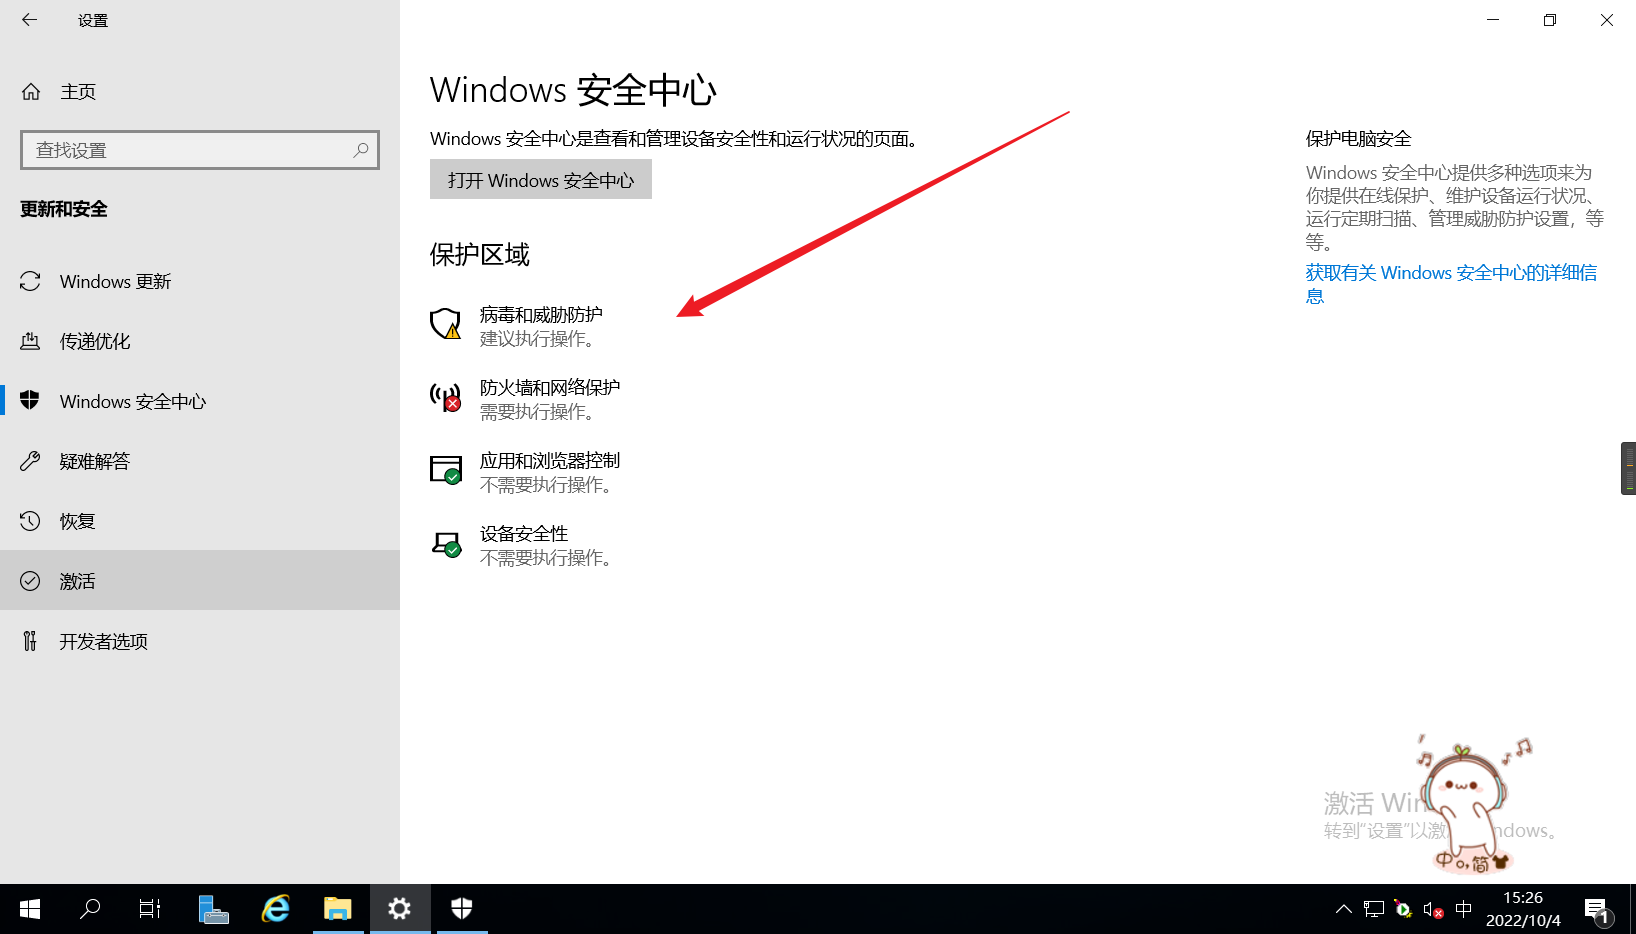 设置
主页
查找设置
更新和安全
Windows 更新
传递优化
Windows 安全中心
疑难解答
恢复
激活
开发者选项
Windows 安全中心
Windows 安全中心是查看和管理设备安全性和运行状况的页面。
打开 Windows 安全中心
保护区域
病毒和威胁防护
建议执行操作。
防火墙和网络保护
需要执行操作。
应用和浏览器控制
不需要执行操作。
设备安全性
不需要执行操作。
保护电脑安全
Windows 安全中心提供多种选项来为
你提供在线保护、维护设备运行状况、
运行定期扫描、管理威胁防护设置，等
等。
获取有关 Windows 安全中心的详细信
息
激活 Win
转到"设置"以激 ndows。
中 简
中
15:26
2022/10/4
1